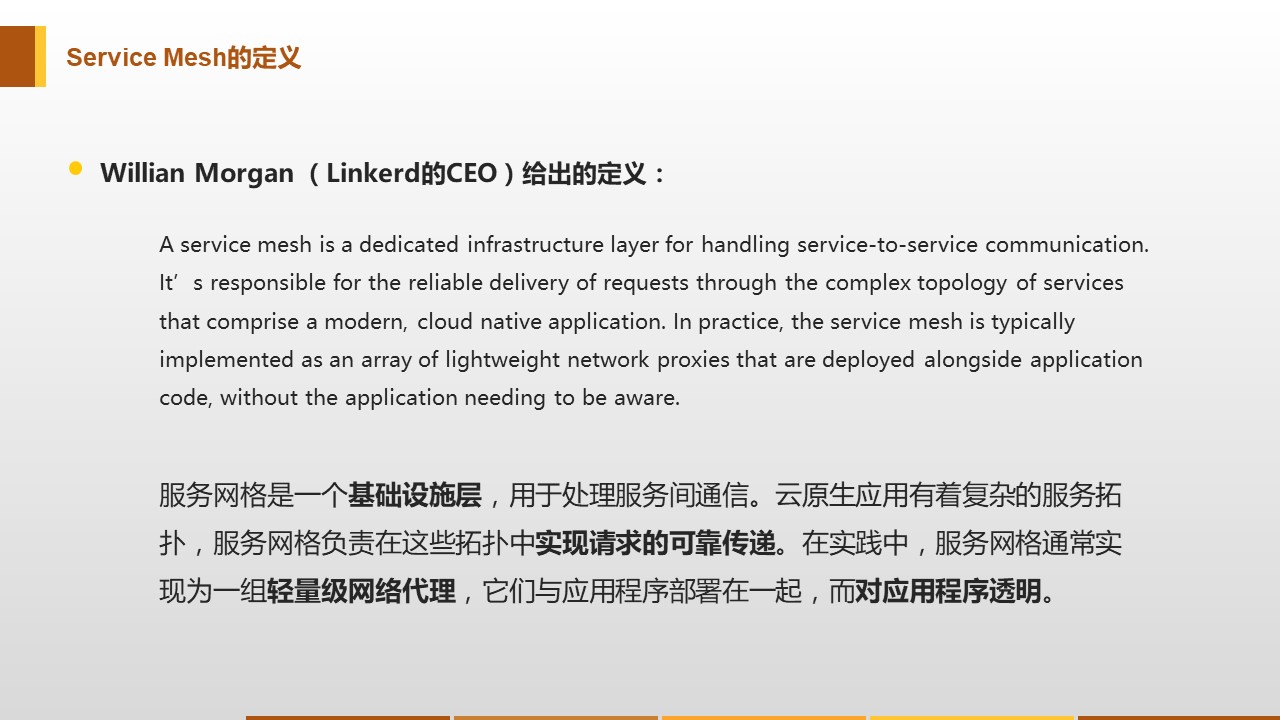 Service Mesh的定义
Willian Morgan （Linkerd的CEO）给出的定义：
A service mesh is a dedicated infrastructure layer for handling service-to-service communication.
It’s responsible for the reliable delivery of requests through the complex topology of services
that comprise a modern, cloud native application. In practice, the service mesh is typically
implemented as an array of lightweight network proxies that are deployed alongside application
code, without the application needing to be aware.
服务网格是一个基础设施层，用于处理服务间通信。云原生应用有着复杂的服务拓
扑，服务网格负责在这些拓扑中实现请求的可靠传递。在实践中，服务网格通常实
现为一组轻量级网络代理，它们与应用程序部署在一起，而对应用程序透明。